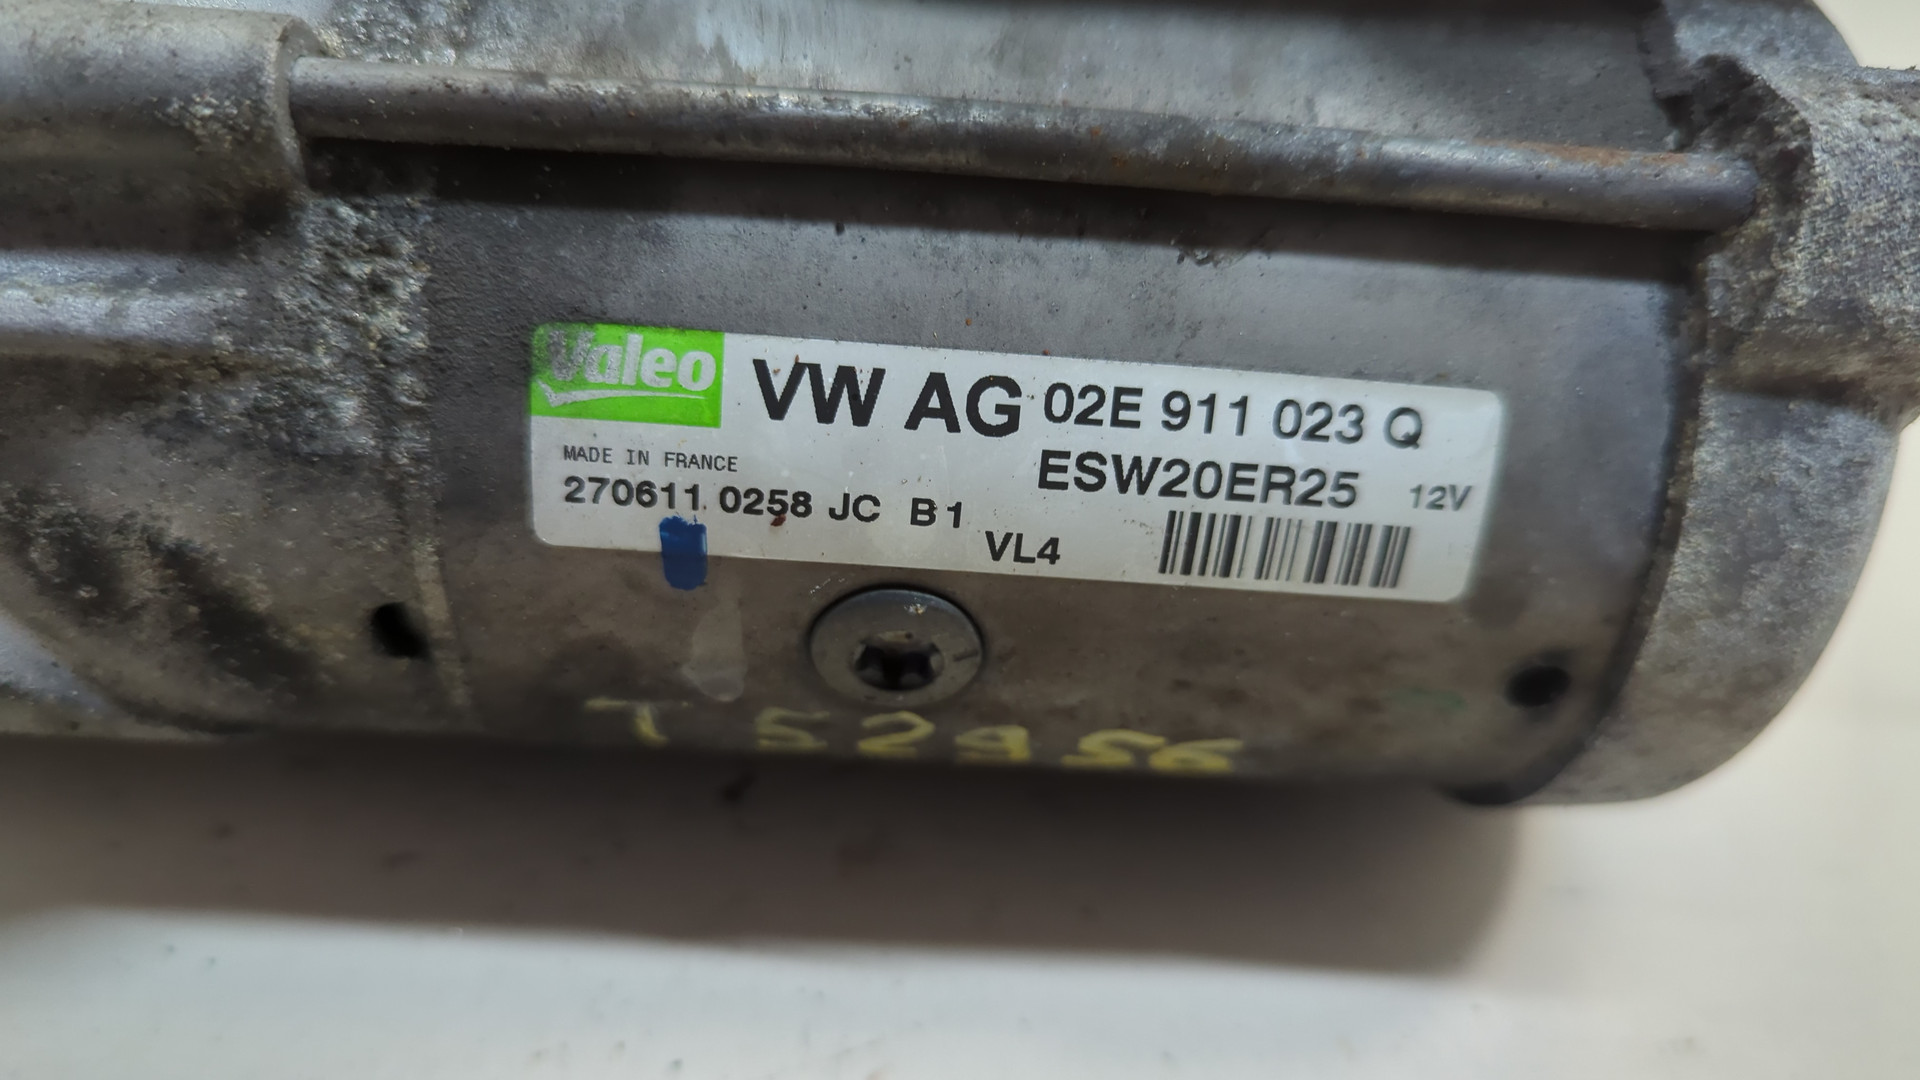 Valeo VW AG 02E 911 023 Q
MADE IN FRANCE ESW20ER25 12V
270611 0258 JC B1
VL4
T 52956